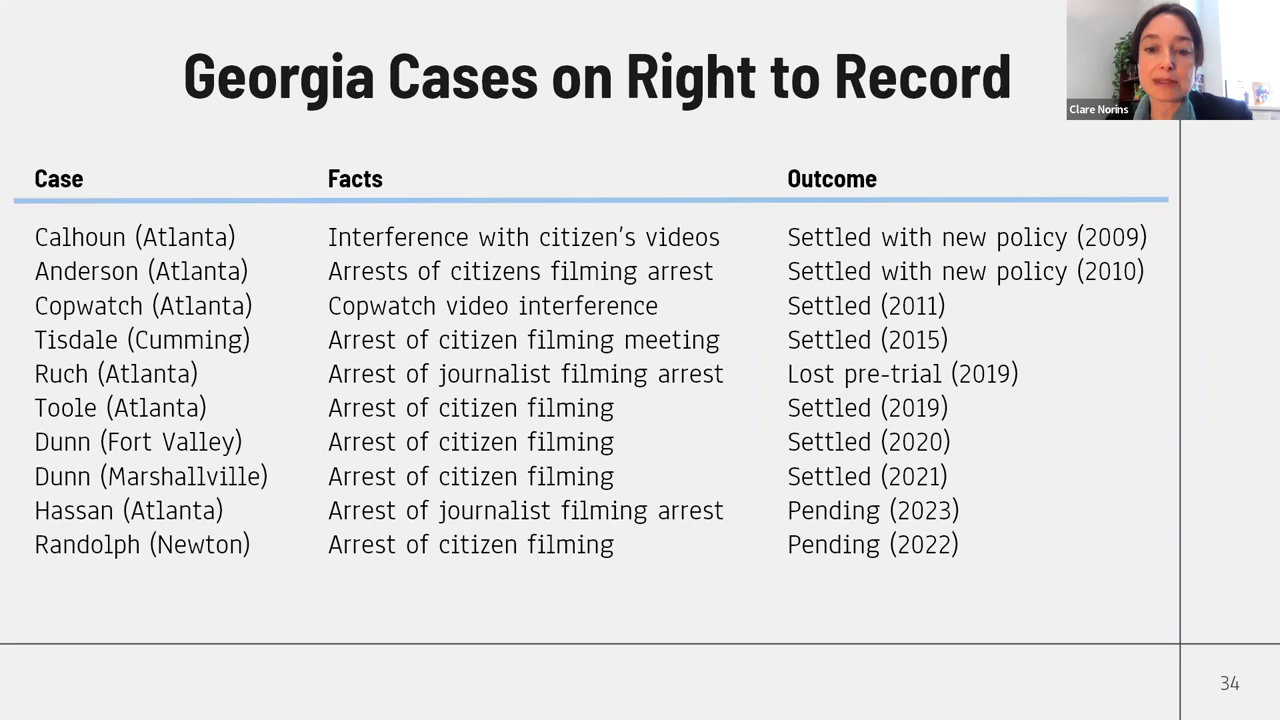 Georgia Cases on Right to Record
Clare Norins
Case Facts Outcome
Calhoun (Atlanta) Interference with citizen's videos Settled with new policy (2009)
Anderson (Atlanta) Arrests of citizens filming arrest Settled with new policy (2010)
Copwatch (Atlanta) Copwatch video interference Settled (2011)
Tisdale (Cumming) Arrest of citizen filming meeting Settled (2015)
Ruch (Atlanta) Arrest of journalist filming arrest Lost pre-trial (2019)
Toole (Atlanta) Arrest of citizen filming Settled (2019)
Dunn (Fort Valley) Arrest of citizen filming Settled (2020)
Dunn (Marshallville) Arrest of citizen filming Settled (2021)
Hassan (Atlanta) Arrest of journalist filming arrest Pending (2023)
Randolph (Newton) Arrest of citizen filming Pending (2022)
34